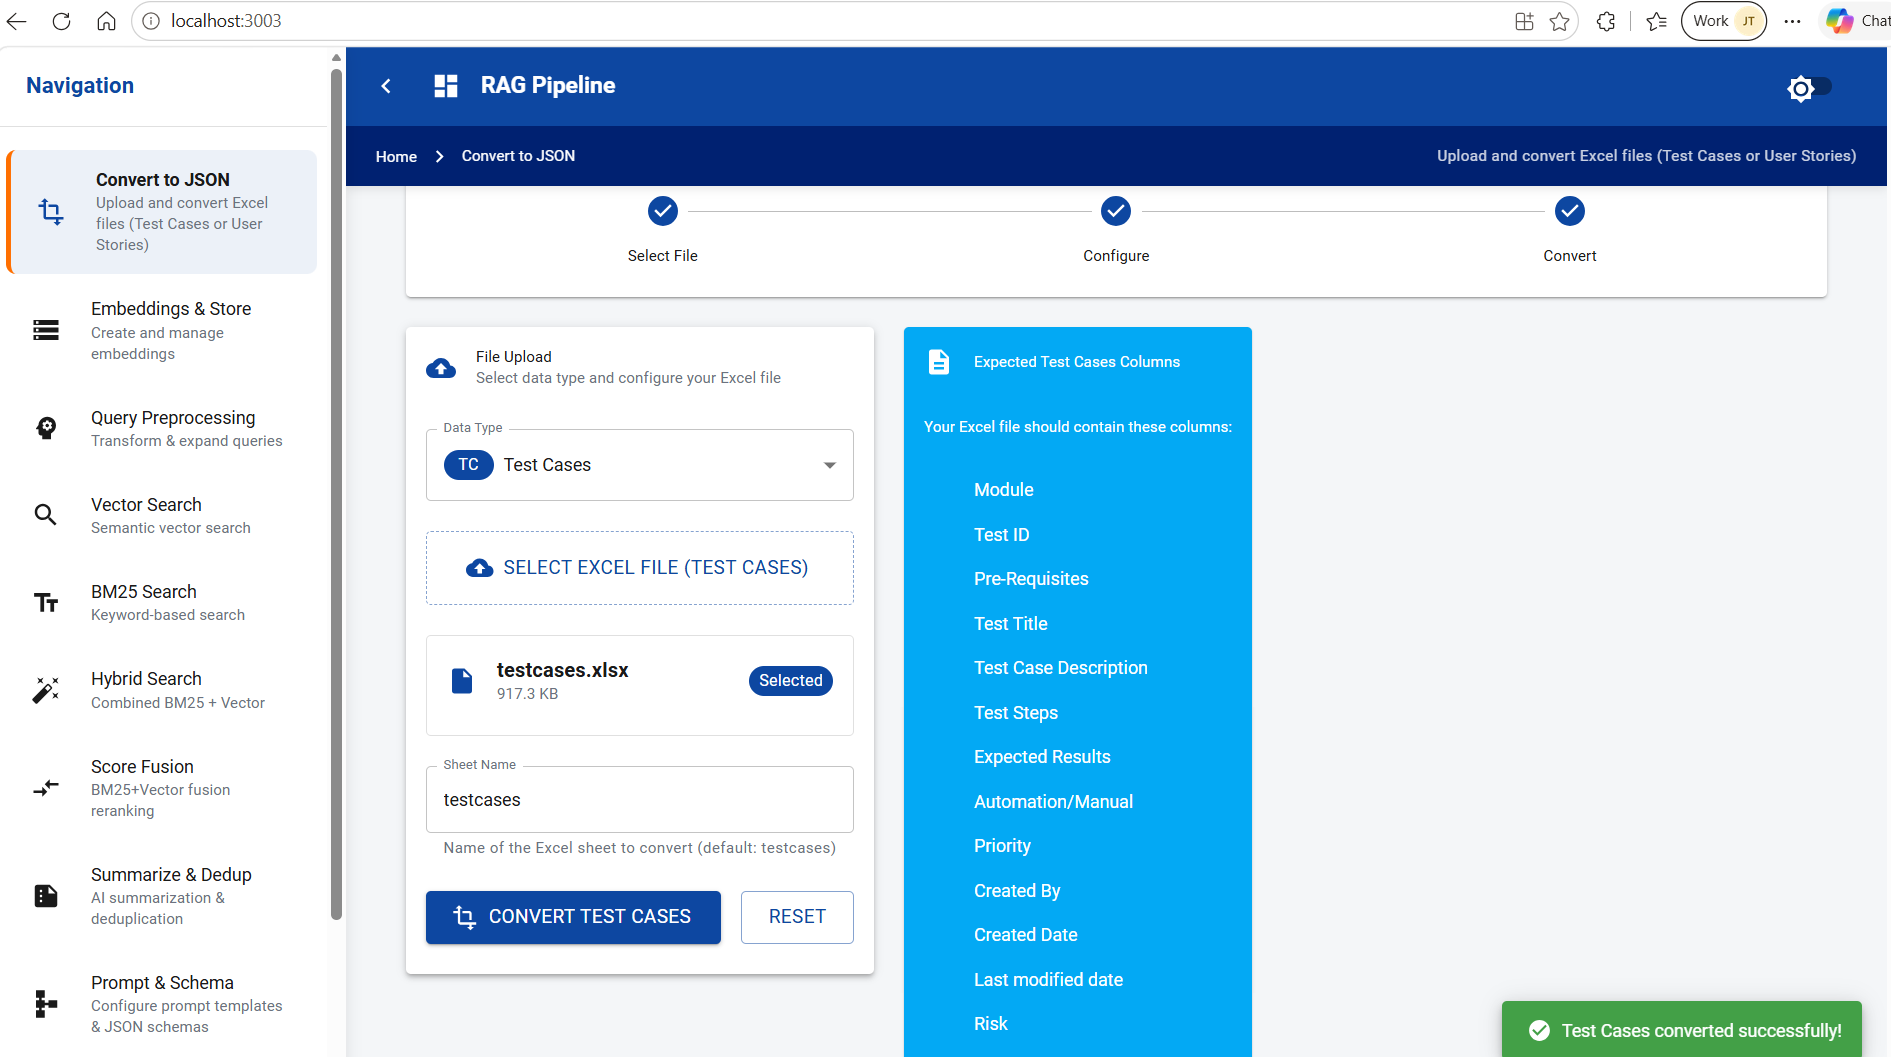 localhost:3003
Work JT
Chat
Navigation
Convert to JSON
Upload and convert Excel
files (Test Cases or User
Stories)
Embeddings & Store
Create and manage
embeddings
Query Preprocessing
Transform & expand queries
Vector Search
Semantic vector search
BM25 Search
Keyword-based search
Hybrid Search
Combined BM25 + Vector
Score Fusion
BM25+Vector fusion
reranking
Summarize & Dedup
AI summarization &
deduplication
Prompt & Schema
Configure prompt templates
& JSON schemas
RAG Pipeline
Home Convert to JSON
Upload and convert Excel files (Test Cases or User Stories)
Select File
Configure
Convert
File Upload
Select data type and configure your Excel file
Data Type
TC Test Cases
SELECT EXCEL FILE (TEST CASES)
testcases.xlsx
917.3 KB
Selected
Sheet Name
testcases
Name of the Excel sheet to convert (default: testcases)
CONVERT TEST CASES
RESET
Expected Test Cases Columns
Your Excel file should contain these columns:
Module
Test ID
Pre-Requisites
Test Title
Test Case Description
Test Steps
Expected Results
Automation/Manual
Priority
Created By
Created Date
Last modified date
Risk
Test Cases converted successfully!